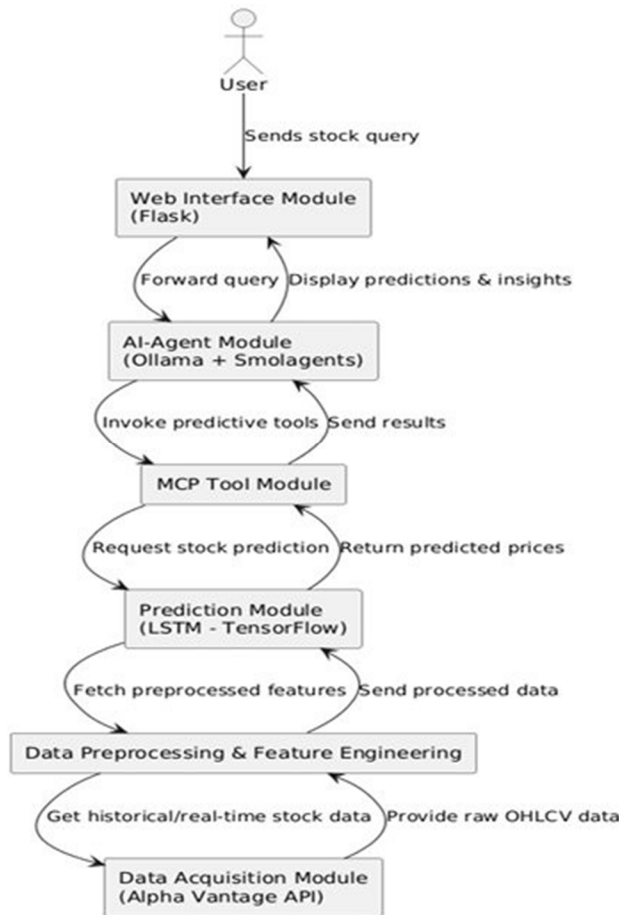 User
Sends stock query
Web Interface Module
(Flask)
Forward query
Display predictions & insights
AI-Agent Module
(Ollama + Smolagents)
Invoke predictive tools
Send results
MCP Tool Module
Request stock prediction
Return predicted prices
Prediction Module
(LSTM - TensorFlow)
Fetch preprocessed features
Send processed data
Data Preprocessing & Feature Engineering
Get historical/real-time stock data
Provide raw OHLCV data
Data Acquisition Module
(Alpha Vantage API)